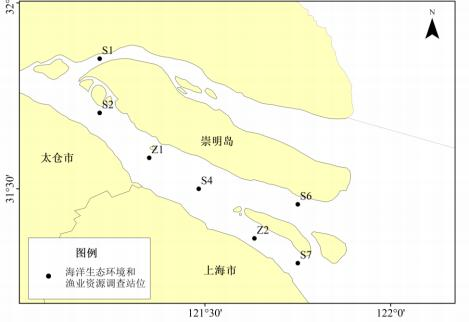 32°
N
S1
S2
崇明岛
太仓市
Z1
S4
31°30'
S6
Z2
图例
S7
海洋生态环境和
渔业资源调查站位
上海市
121°30'
122°0'